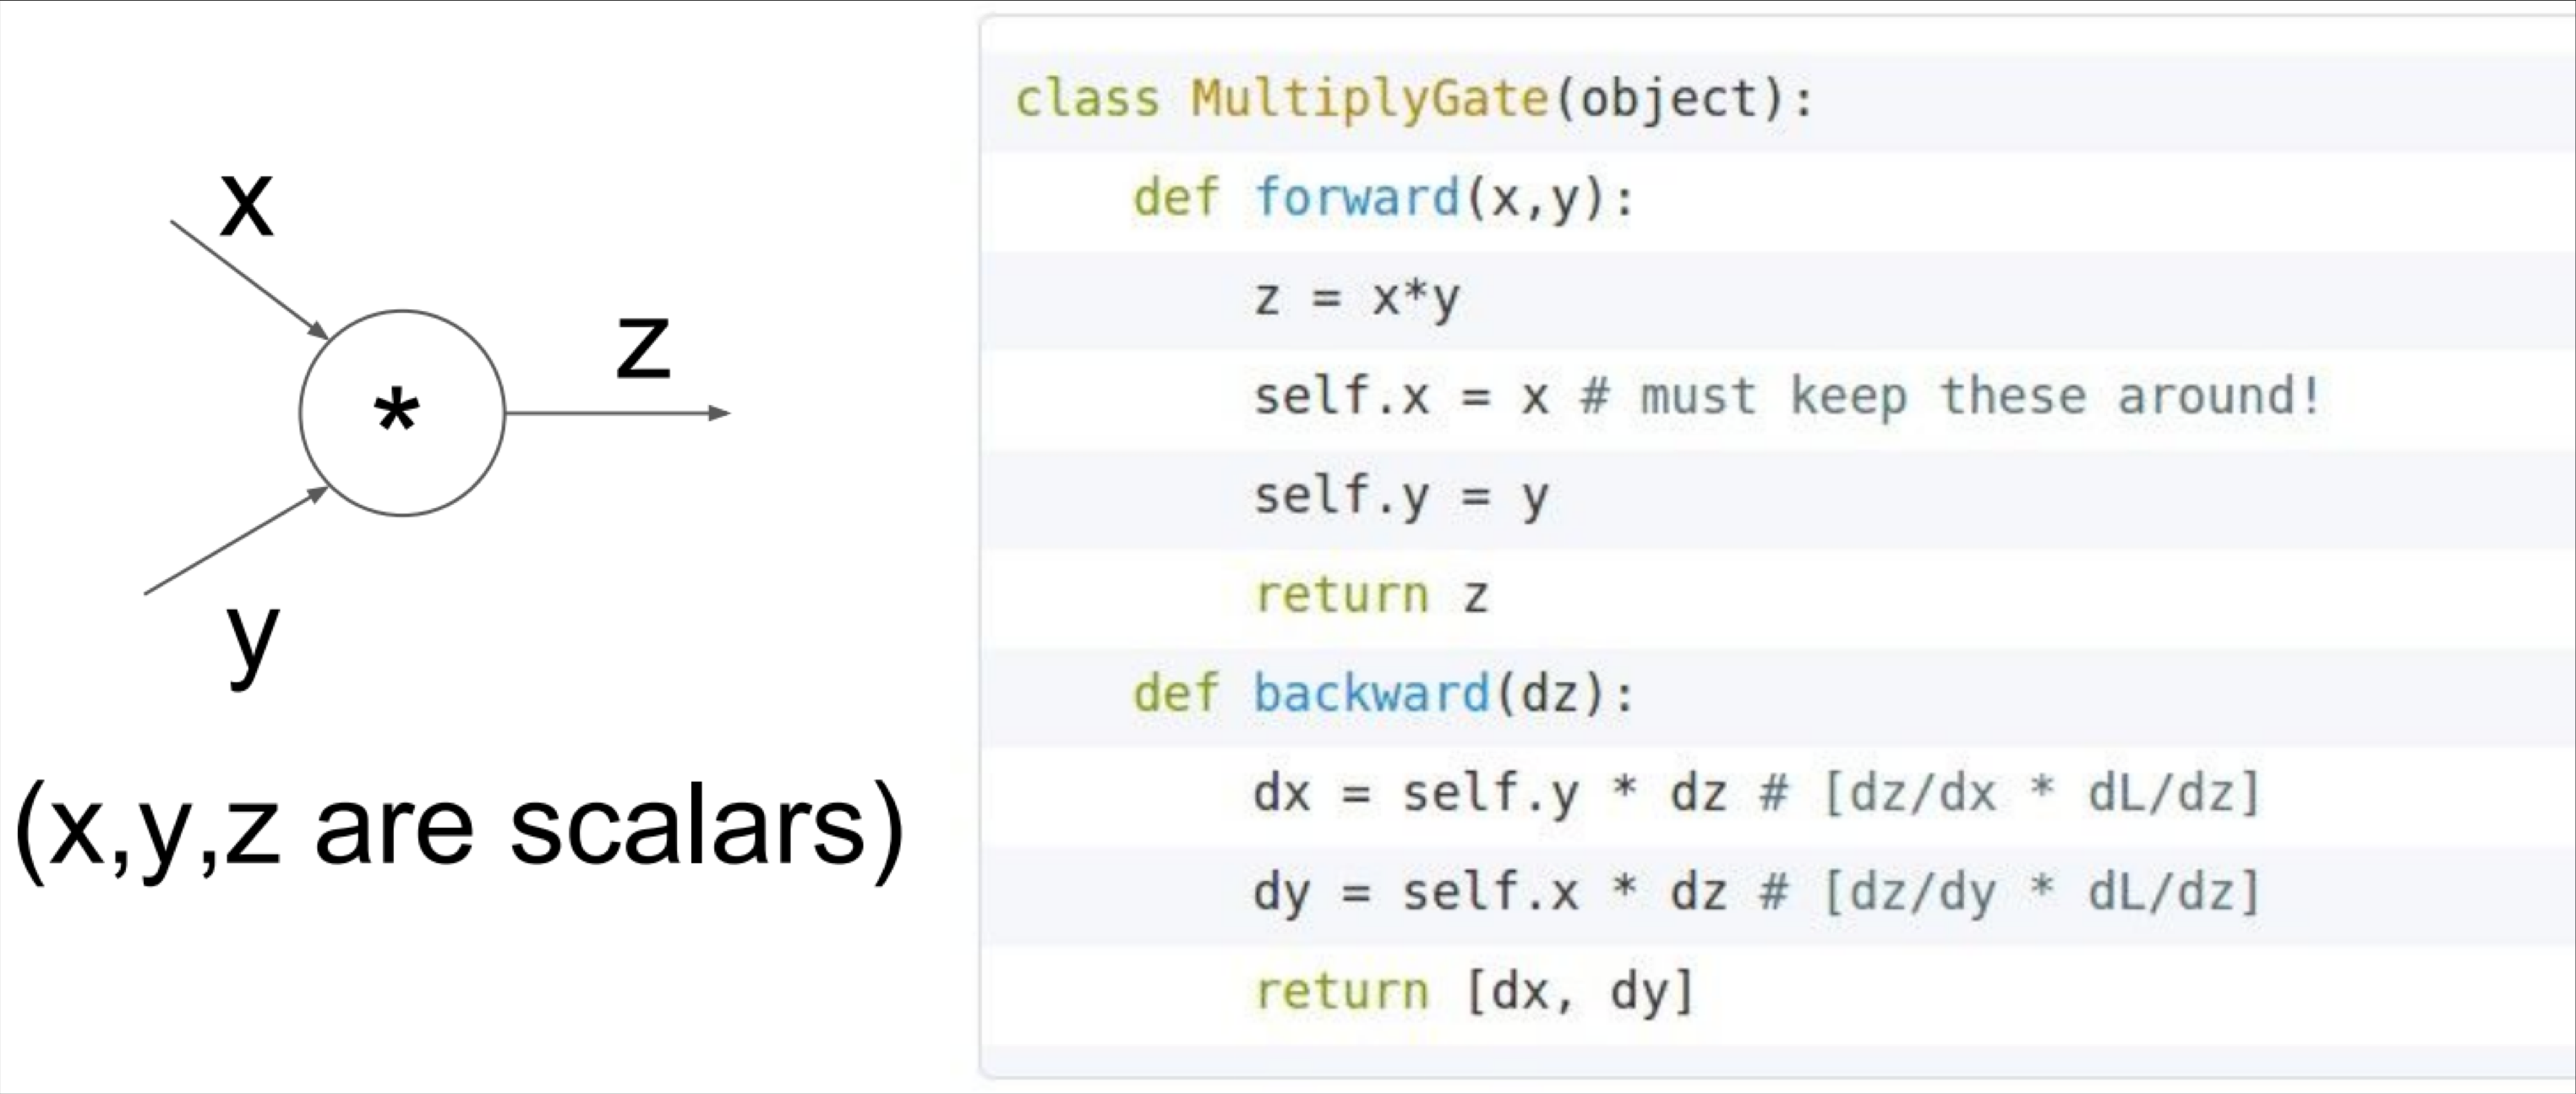 x
*
z
y
(x,y,z are scalars)
class MultiplyGate(object):
    def forward(x,y):
        z = x*y
        self.x = x # must keep these around!
        self.y = y
        return z
    def backward(dz):
        dx = self.y * dz # [dz/dx * dL/dz]
        dy = self.x * dz # [dz/dy * dL/dz]
        return [dx, dy]